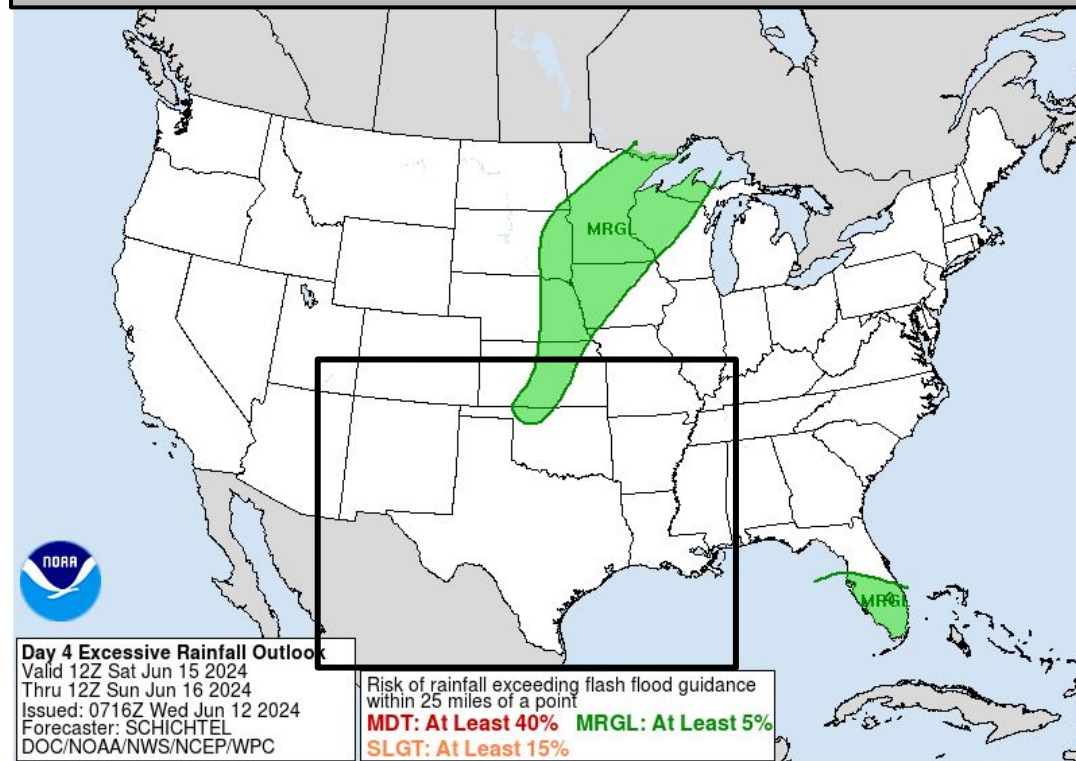 MRGL
MRGL
NOAA
Day 4 Excessive Rainfall Outlook
Valid 12Z Sat Jun 15 2024
Thru 12Z Sun Jun 16 2024
Issued: 0716Z Wed Jun 12 2024
Forecaster: SCHICHTEL
DOC/NOAA/NWS/NCEP/WPC
Risk of rainfall exceeding flash flood guidance
within 25 miles of a point
MDT: At Least 40% MRGL: At Least 5%
SLGT: At Least 15%